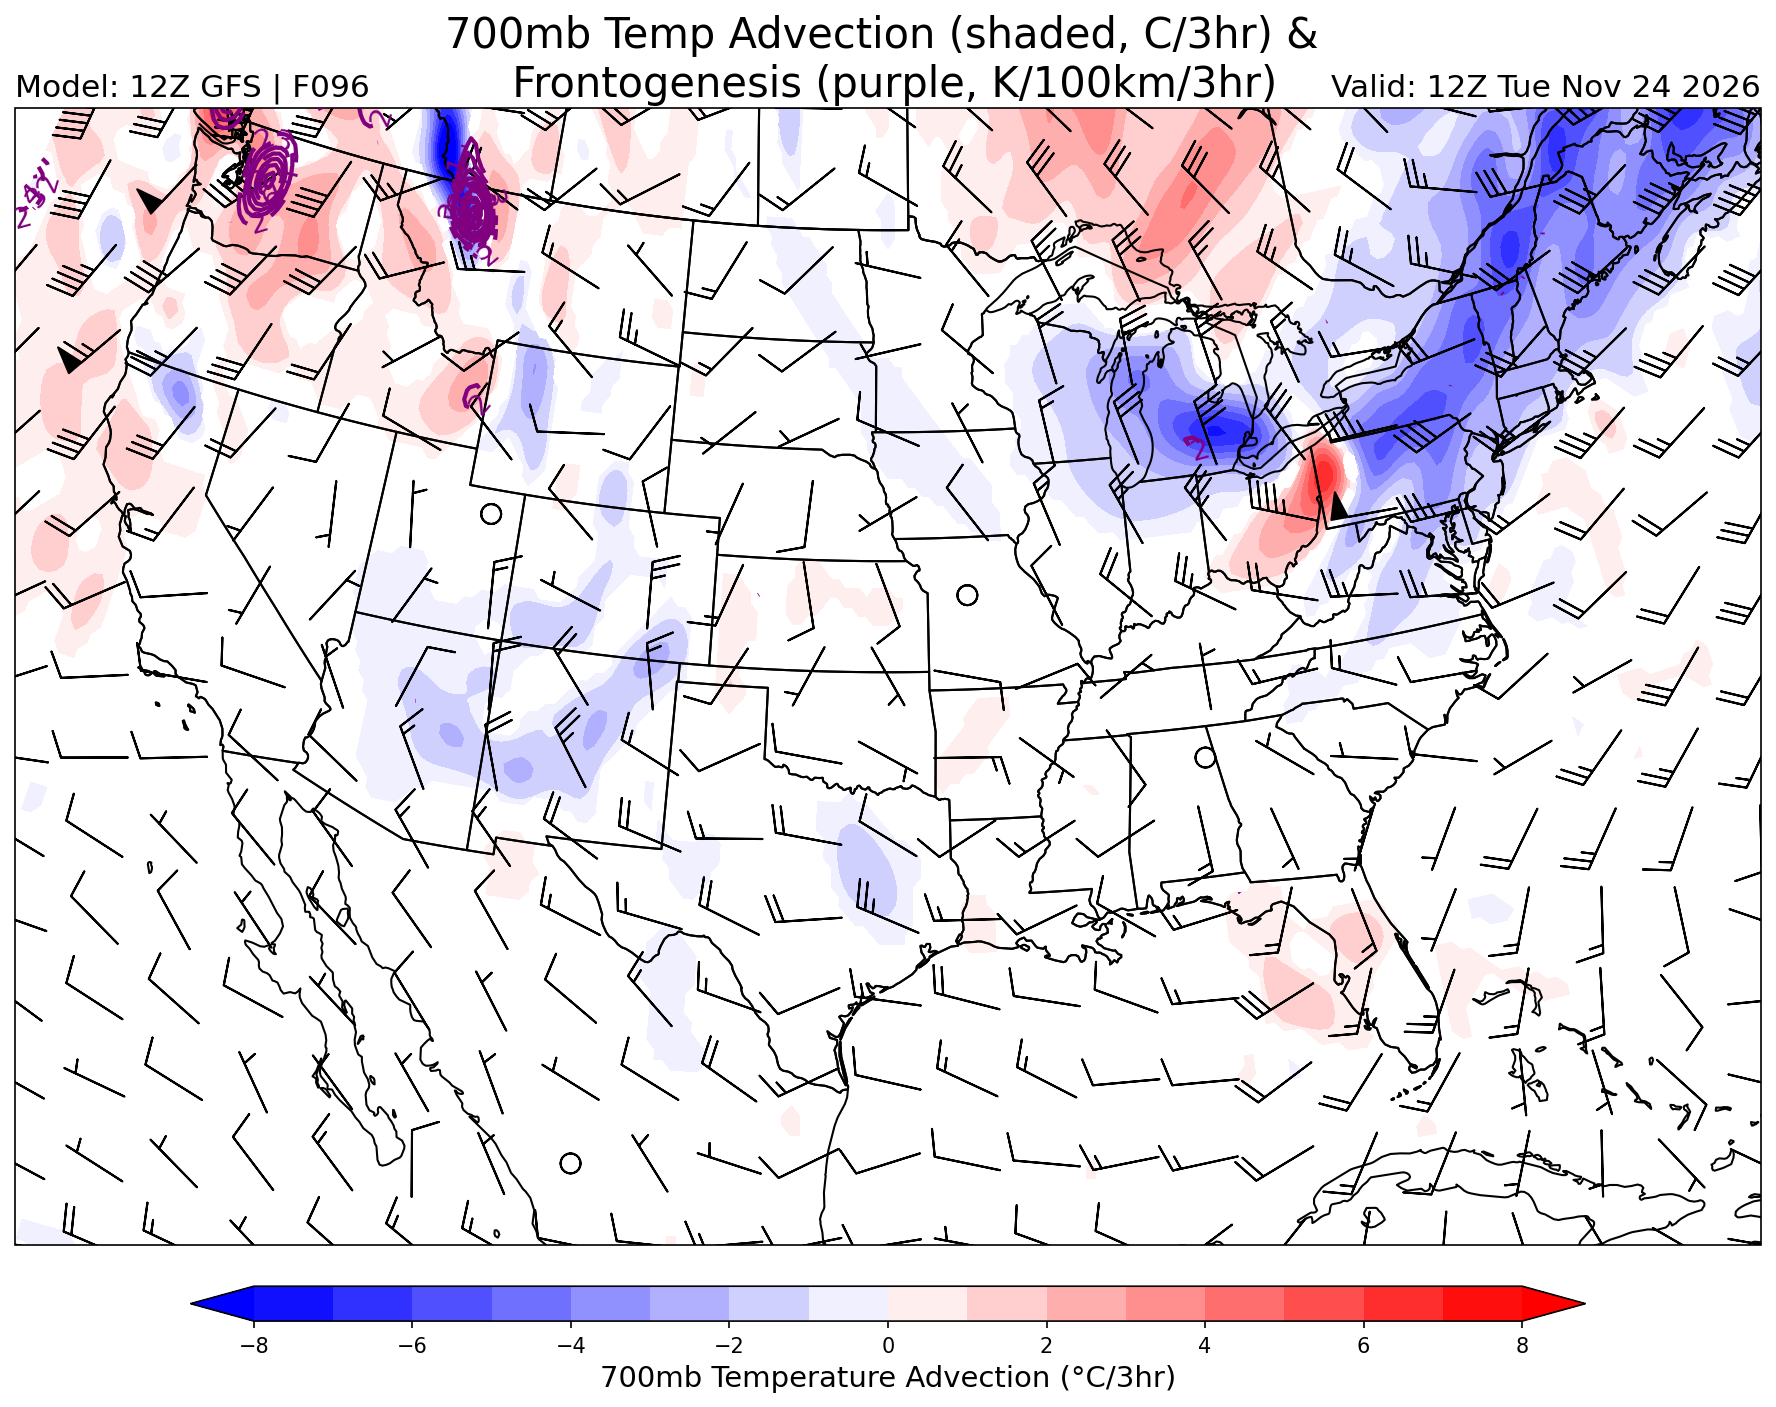 700mb Temp Advection (shaded, C/3hr) &
Frontogenesis (purple, K/100km/3hr)
Model: 12Z GFS | F096
Valid: 12Z Tue Nov 24 2026
−8 −6 −4 −2 0 2 4 6 8
700mb Temperature Advection (°C/3hr)